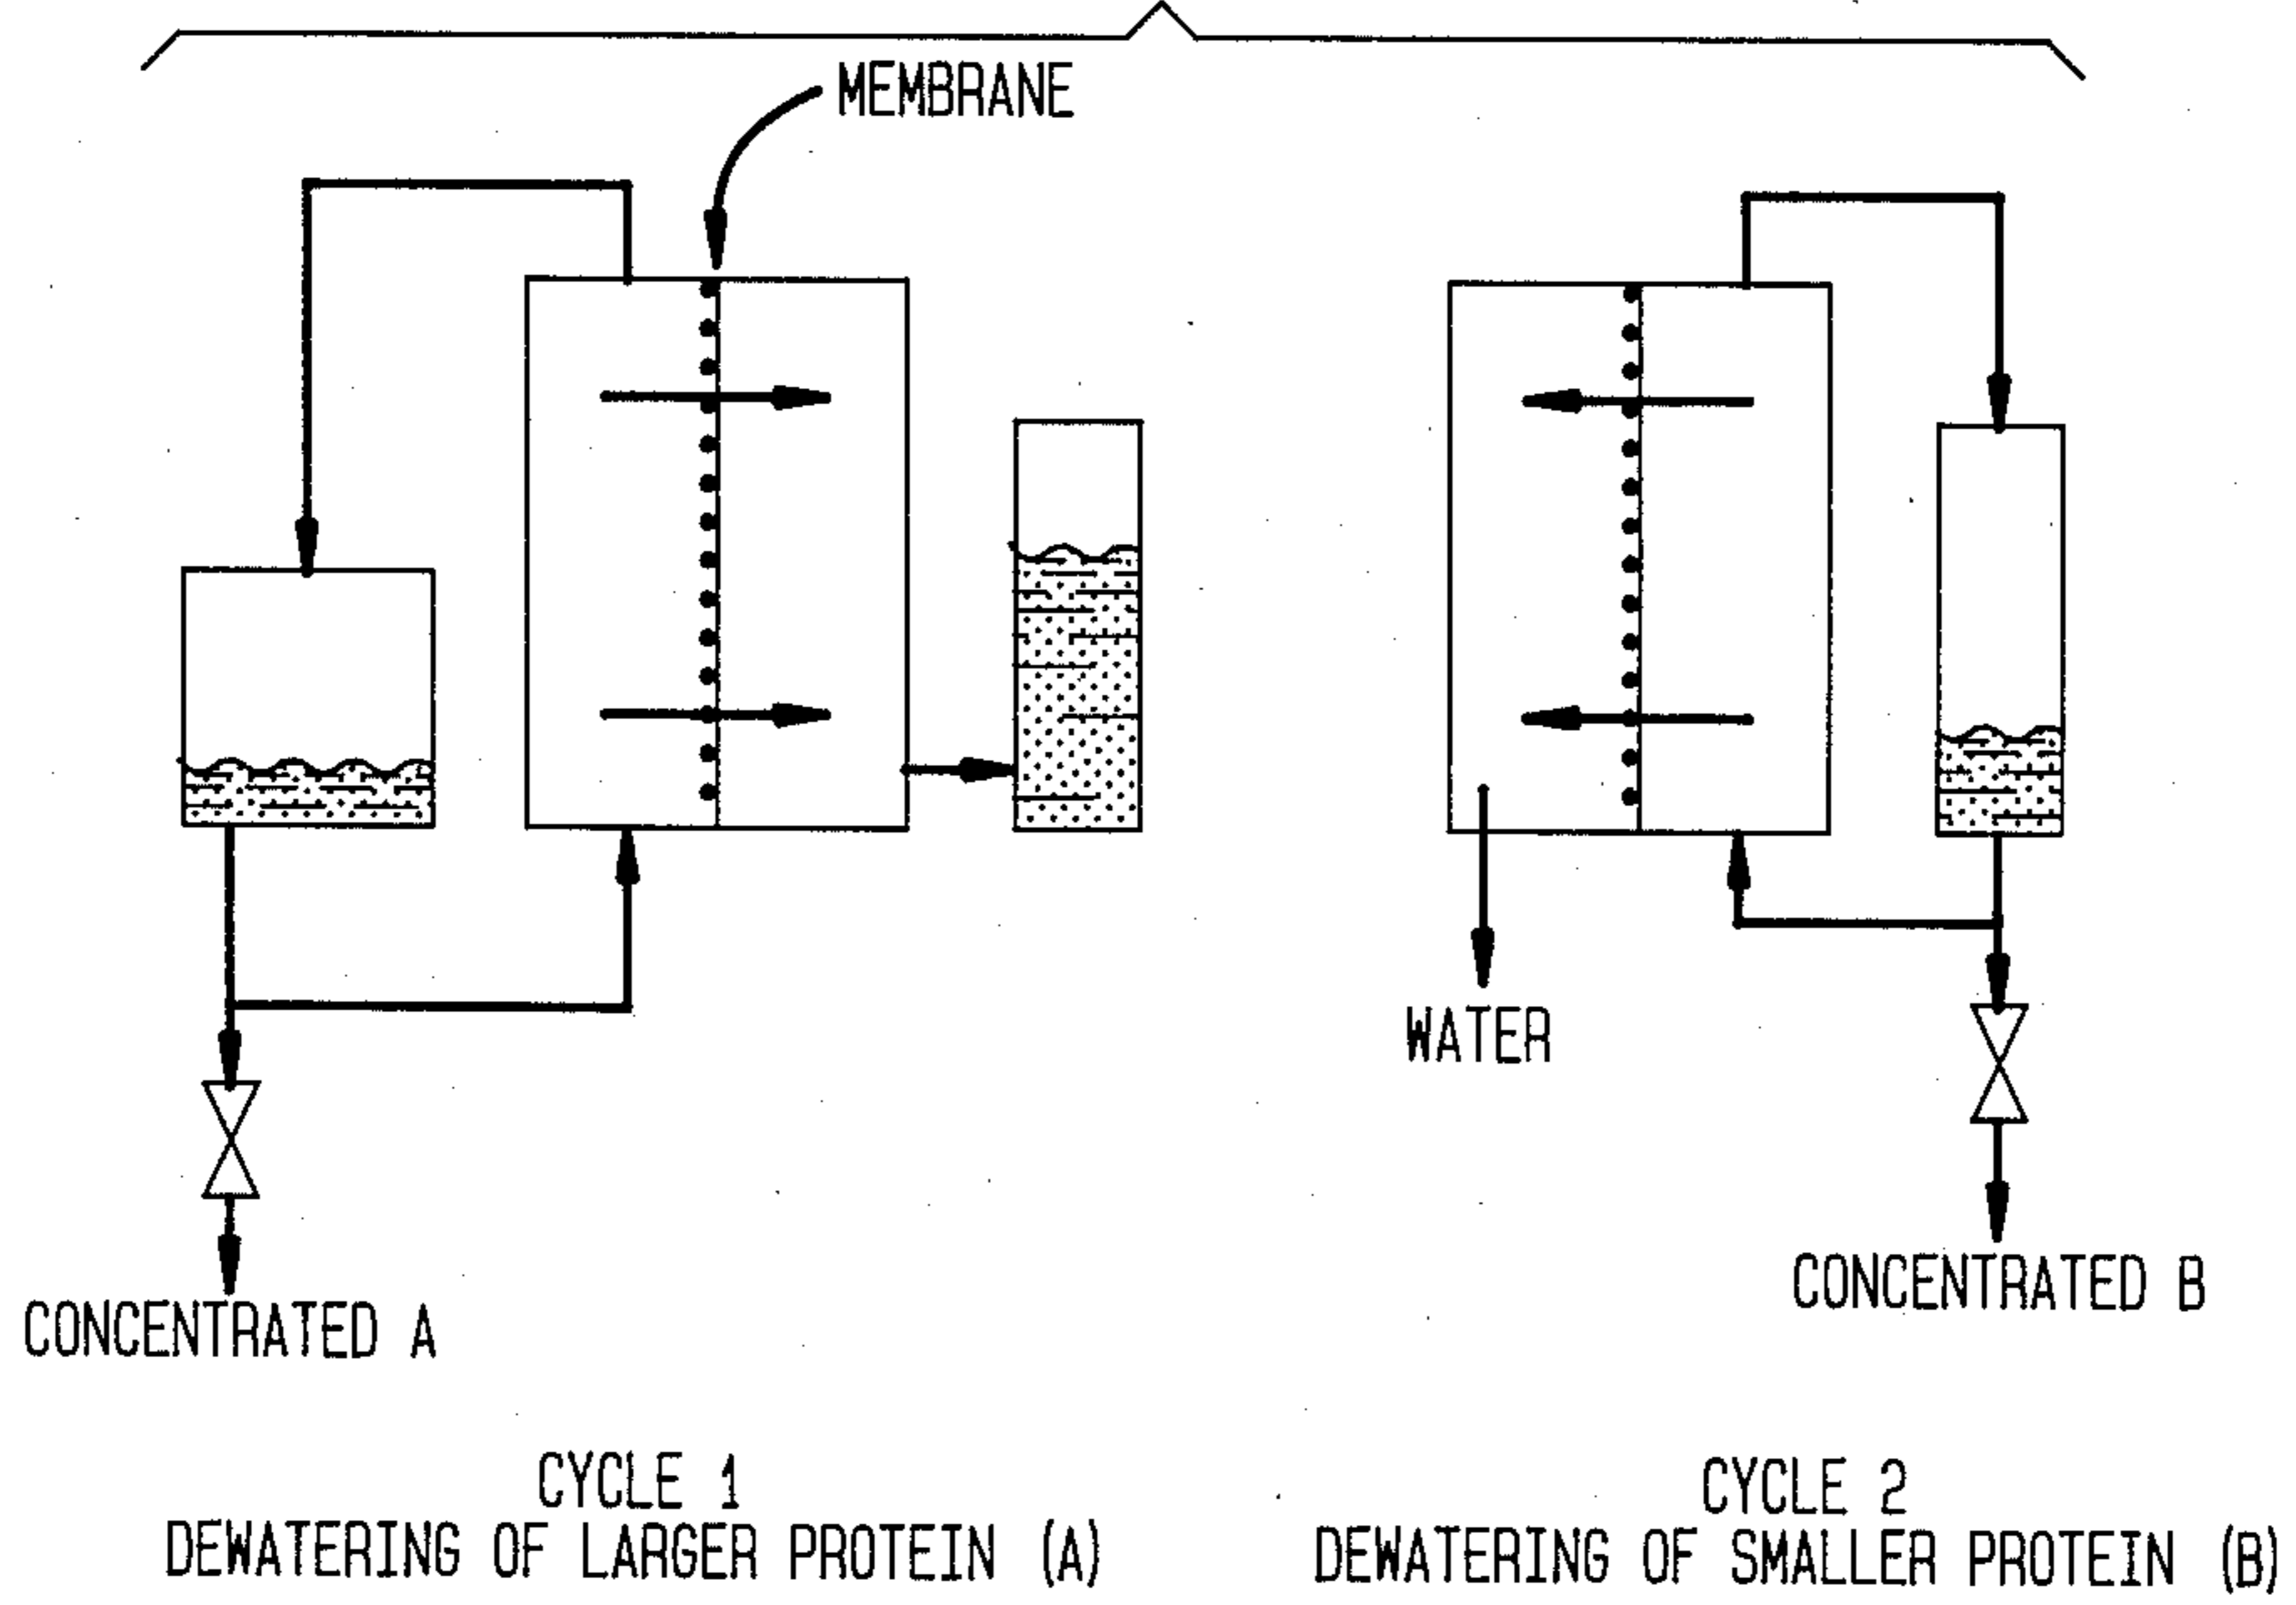 MEMBRANE
WATER
CONCENTRATED A
CONCENTRATED B
CYCLE 1
DEWATERING OF LARGER PROTEIN (A)
CYCLE 2
DEWATERING OF SMALLER PROTEIN (B)